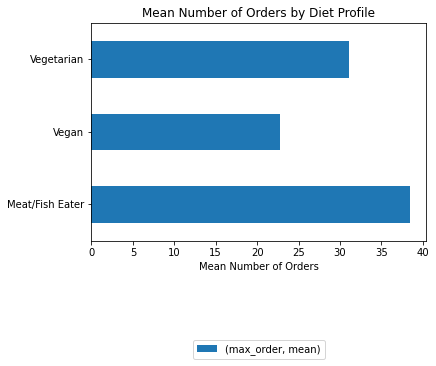 Mean Number of Orders by Diet Profile
Vegetarian
Vegan
Meat/Fish Eater
0 5 10 15 20 25 30 35 40
Mean Number of Orders
(max_order, mean)